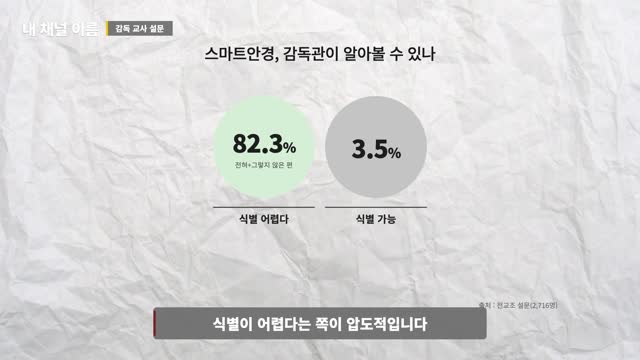 내 채널 이름
감독 교사 설문
스마트안경, 감독관이 알아볼 수 있나
82.3%
전혀+그렇지 않은 편
3.5%
식별 어렵다
식별 가능
출처 : 전교조 설문(2,716명)
식별이 어렵다는 쪽이 압도적입니다